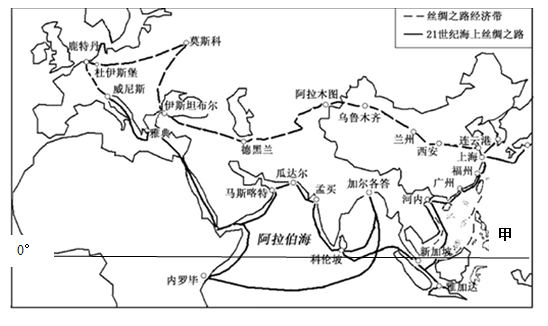 丝绸之路经济带
21世纪海上丝绸之路
鹿特丹
莫斯科
杜伊斯堡
威尼斯
伊斯坦布尔
雅典
阿拉木图
乌鲁木齐
德黑兰
兰州
西安
连云港
上海
福州
广州
瓜达尔
马斯喀特
孟买
加尔各答
河内
甲
阿拉伯海
0°
科伦坡
新加坡
内罗毕
雅加达